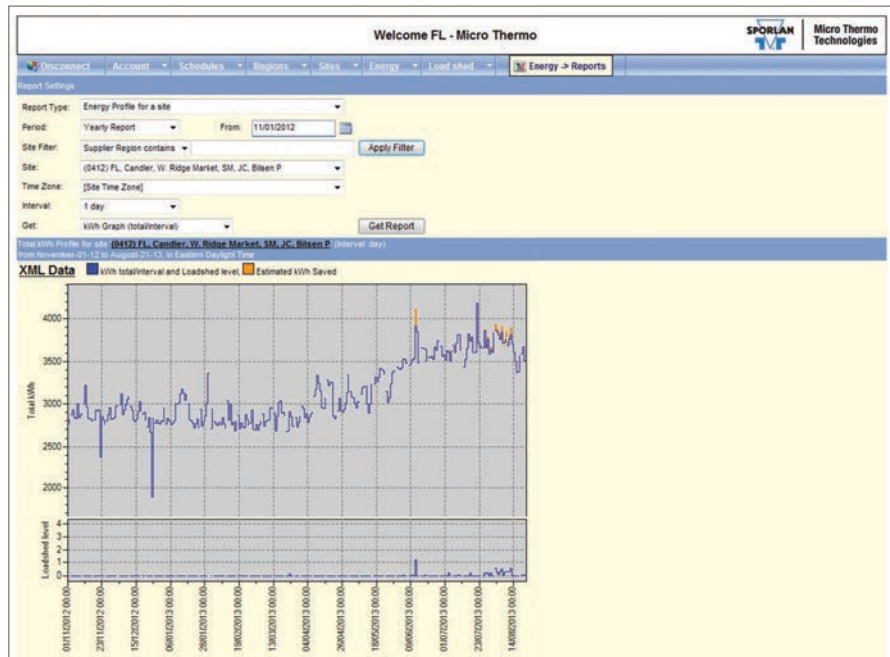 Welcome FL - Micro Thermo
SPORLAN
Micro Thermo
Technologies
Disconnect Account Schedules Regions Sites Energy Load shed Energy -> Reports
Report Settings
Report Type: Energy Profile for a site
Period: Yearly Report From: 11/01/2012
Site Filter: Supplier Region contains Apply Filter
Site: (0412) FL, Candler, W. Ridge Market, SM, JC, Bilsen P
Time Zone: [Site Time Zone]
Interval: 1 day
Get: kWh Graph (total/interval) Get Report
Total kWh Profile for site (0412) FL, Candler, W. Ridge Market, SM, JC, Bilsen P (Interval: day)
from November-01-12 to August-21-13, in Eastern Daylight Time
XML Data kWh total/interval and Loadshed level, Estimated kWh Saved
Total kWh
4000
3500
3000
2500
2000
Loadshed level
4
3
2
1
0
01/11/2012 00:00
23/11/2012 00:00
15/12/2012 00:00
06/01/2013 00:00
28/01/2013 00:00
19/02/2013 00:00
13/03/2013 00:00
04/04/2013 00:00
26/04/2013 00:00
18/05/2013 00:00
09/06/2013 00:00
01/07/2013 00:00
23/07/2013 00:00
14/08/2013 00:00